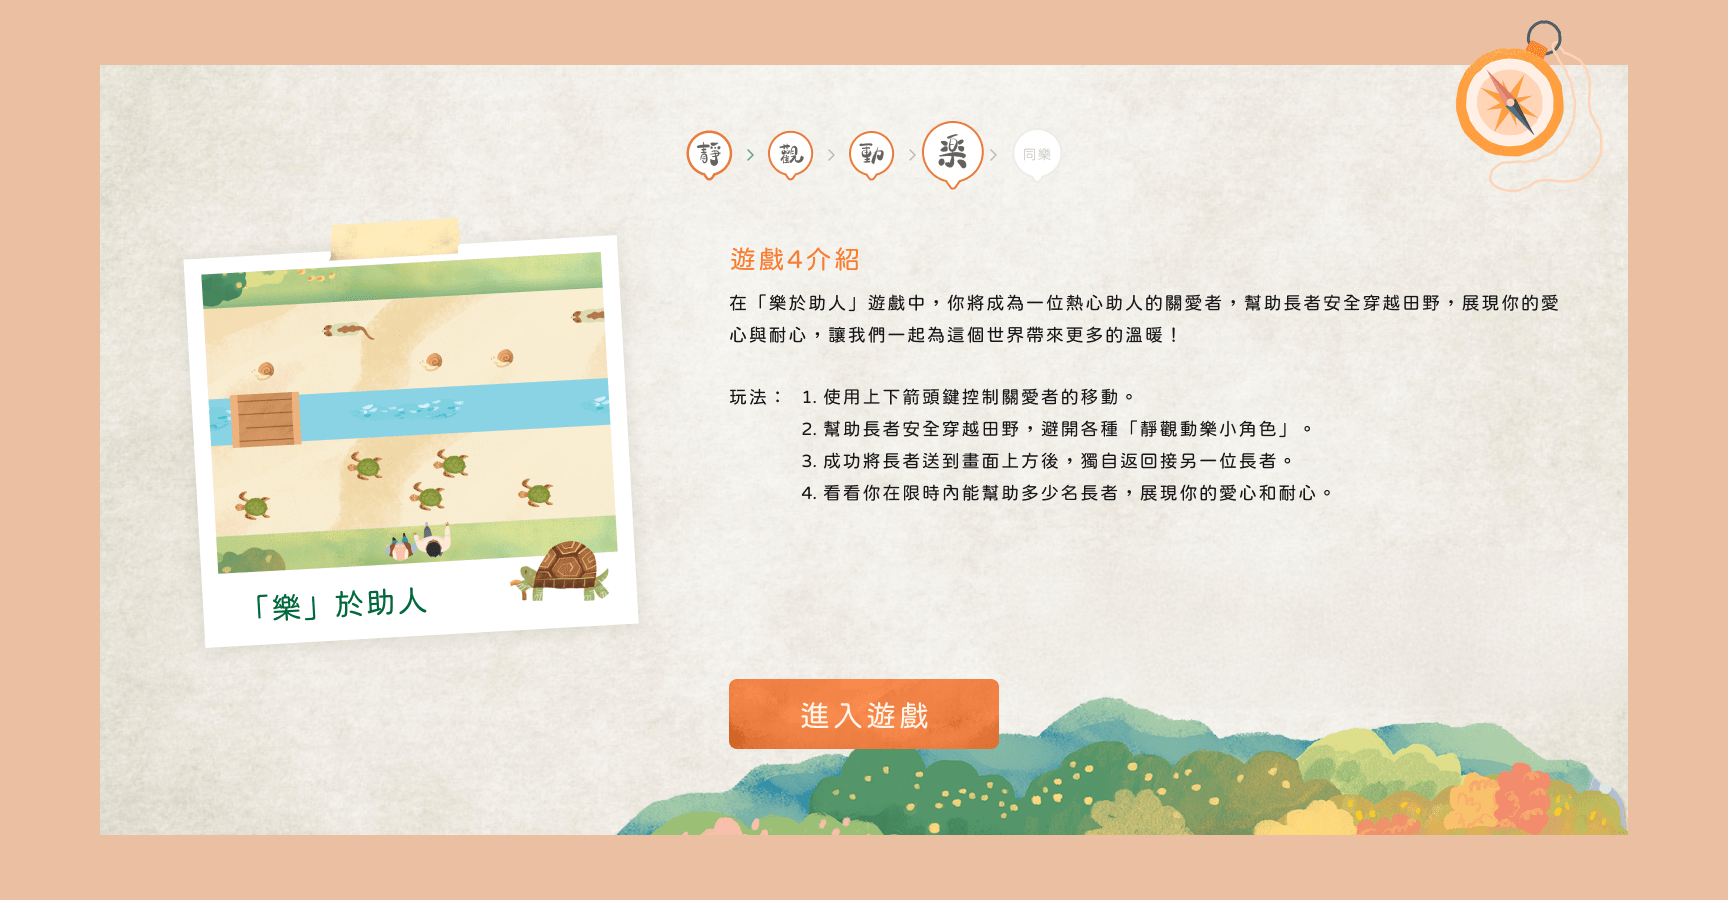 靜 > 觀 > 動 > 楽 > 同樂
遊戲4介紹
在「樂於助人」遊戲中，你將成為一位熱心助人的關愛者，幫助長者安全穿越田野，展現你的愛
心與耐心，讓我們一起為這個世界帶來更多的溫暖！
玩法： 1. 使用上下箭頭鍵控制關愛者的移動。
2. 幫助長者安全穿越田野，避開各種「靜觀動樂小角色」。
3. 成功將長者送到畫面上方後，獨自返回接另一位長者。
4. 看看你在限時內能幫助多少名長者，展現你的愛心和耐心。
「樂」於助人
進入遊戲